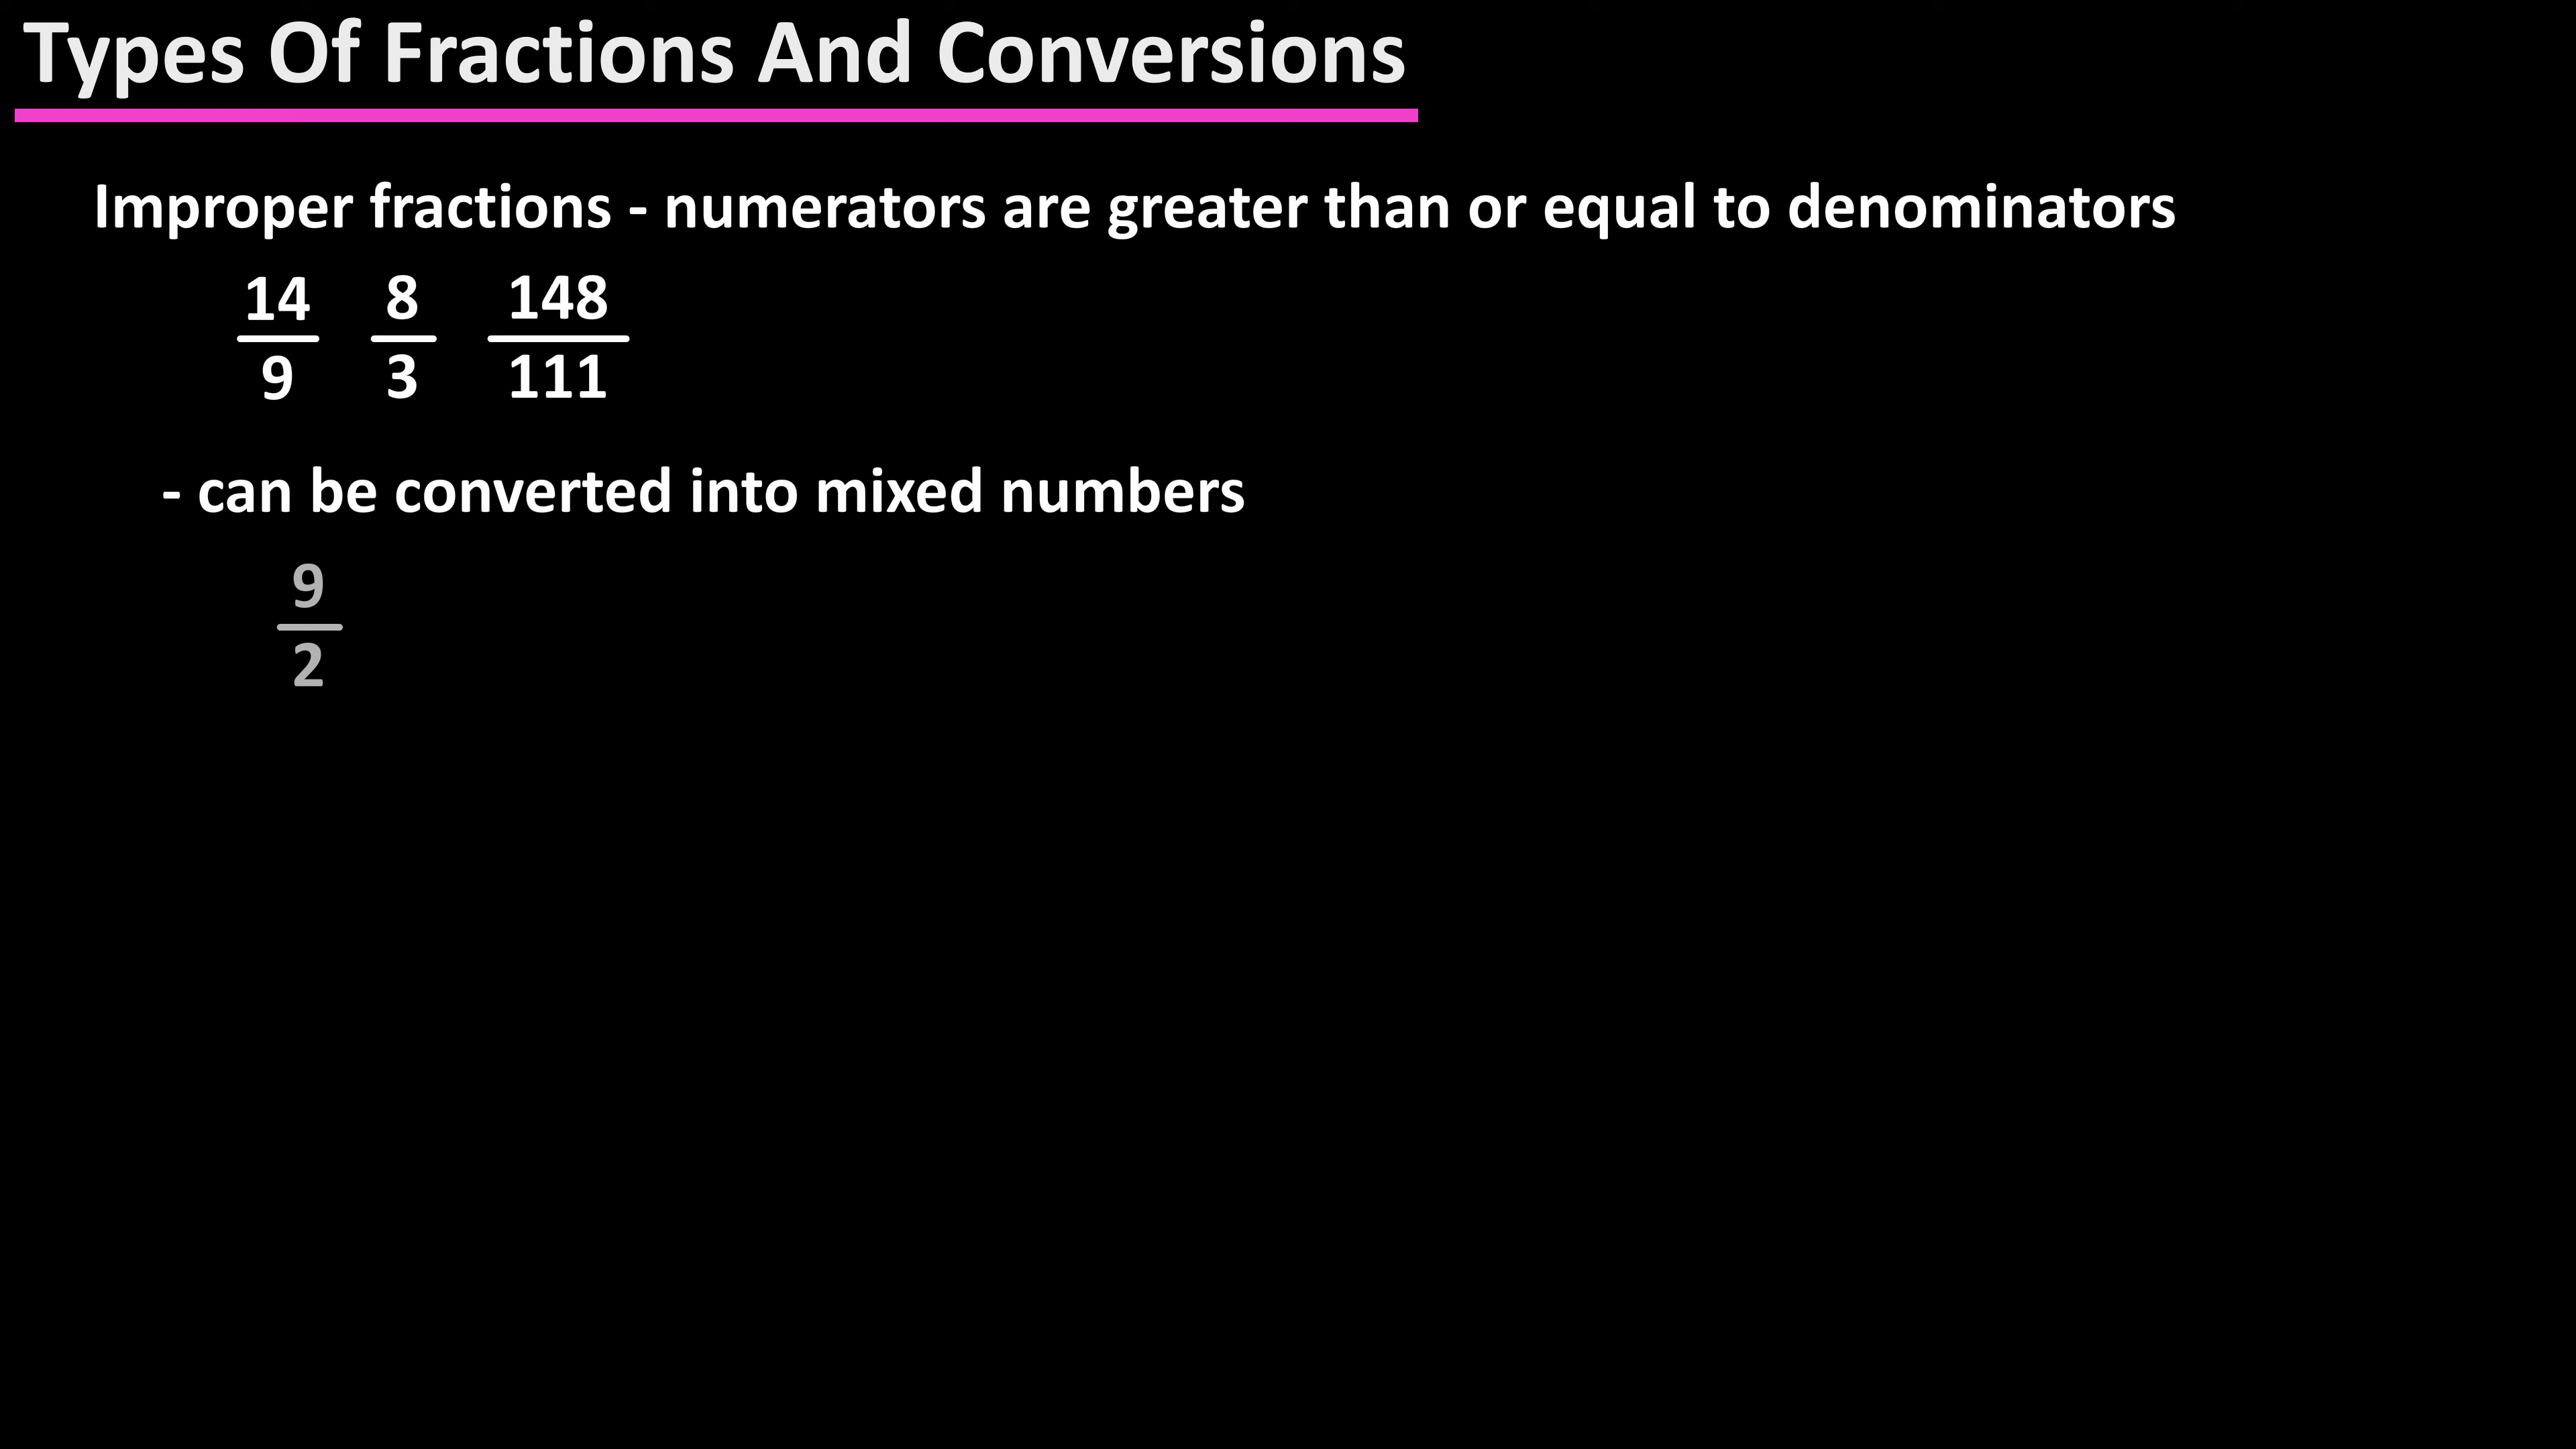 Types Of Fractions And Conversions
Improper fractions - numerators are greater than or equal to denominators
14 8 148
9 3 111
- can be converted into mixed numbers
9
2